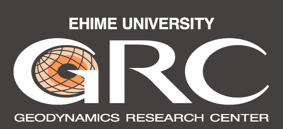 EHIME UNIVERSITY
GRC
GEODYNAMICS RESEARCH CENTER